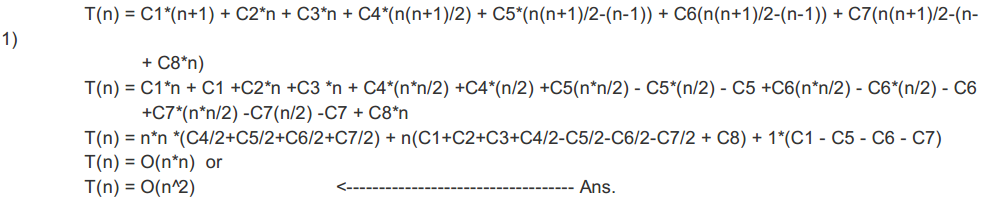 T(n) = C1*(n+1) + C2*n + C3*n + C4*(n(n+1)/2) + C5*(n(n+1)/2-(n-1)) + C6(n(n+1)/2-(n-1)) + C7(n(n+1)/2-(n-
1)
+ C8*n)
T(n) = C1*n + C1 +C2*n +C3 *n + C4*(n*n/2) +C4*(n/2) +C5(n*n/2) - C5*(n/2) - C5 +C6(n*n/2) - C6*(n/2) - C6
+C7*(n*n/2) -C7(n/2) -C7 + C8*n
T(n) = n*n *(C4/2+C5/2+C6/2+C7/2) + n(C1+C2+C3+C4/2-C5/2-C6/2-C7/2 + C8) + 1*(C1 - C5 - C6 - C7)
T(n) = O(n*n) or
T(n) = O(n^2) <----------------------------------- Ans.